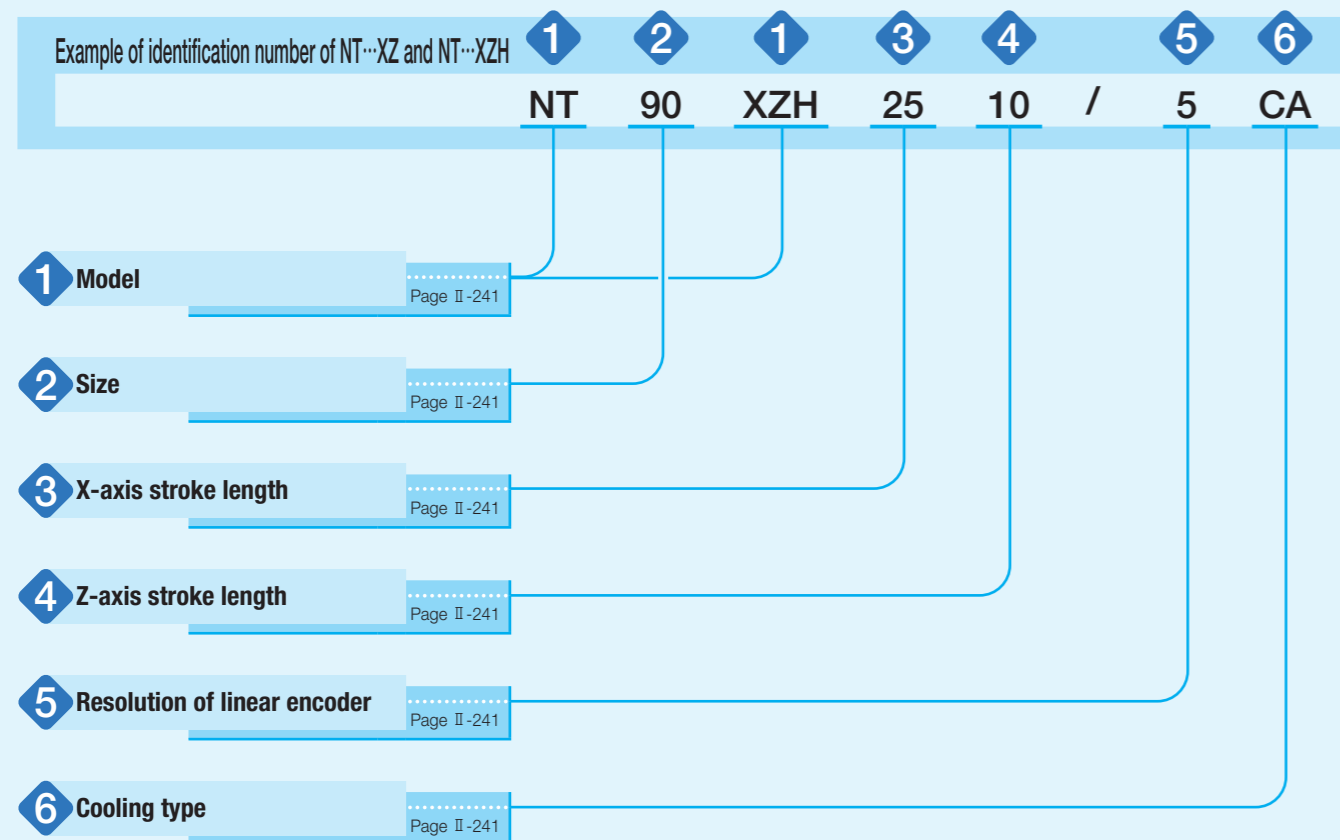 Example of identification number of NT···XZ and NT···XZH
1 2 1 3 4 5 6
NT 90 XZH 25 10 / 5 CA
1 Model
Page Ⅱ-241
2 Size
Page Ⅱ-241
3 X-axis stroke length
Page Ⅱ-241
4 Z-axis stroke length
Page Ⅱ-241
5 Resolution of linear encoder
Page Ⅱ-241
6 Cooling type
Page Ⅱ-241